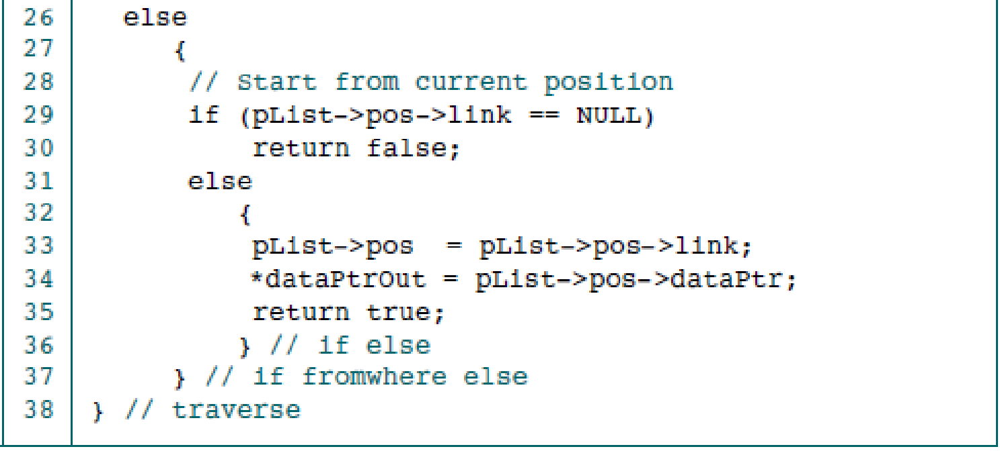 26 else
27 {
28 // Start from current position
29 if (pList->pos->link == NULL)
30 return false;
31 else
32 {
33 pList->pos = pList->pos->link;
34 *dataPtrOut = pList->pos->dataPtr;
35 return true;
36 } // if else
37 } // if fromwhere else
38 } // traverse